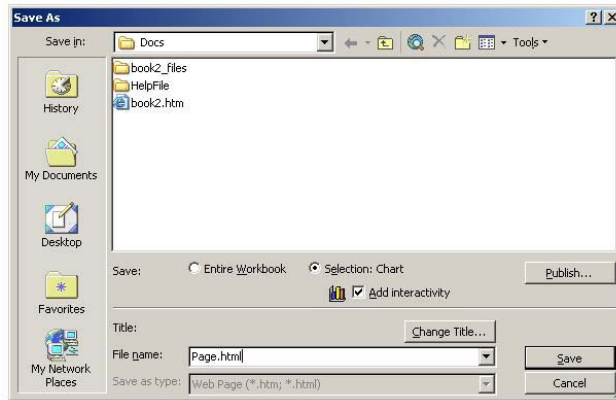 Save As
Save in:
Docs
Tools
History
My Documents
Desktop
Favorites
My Network
Places
book2_files
HelpFile
book2.htm
Save:
Entire Workbook
Selection: Chart
Publish...
Add interactivity
Title:
Change Title...
File name:
Page.html
Save
Save as type:
Web Page (*.htm; *.html)
Cancel